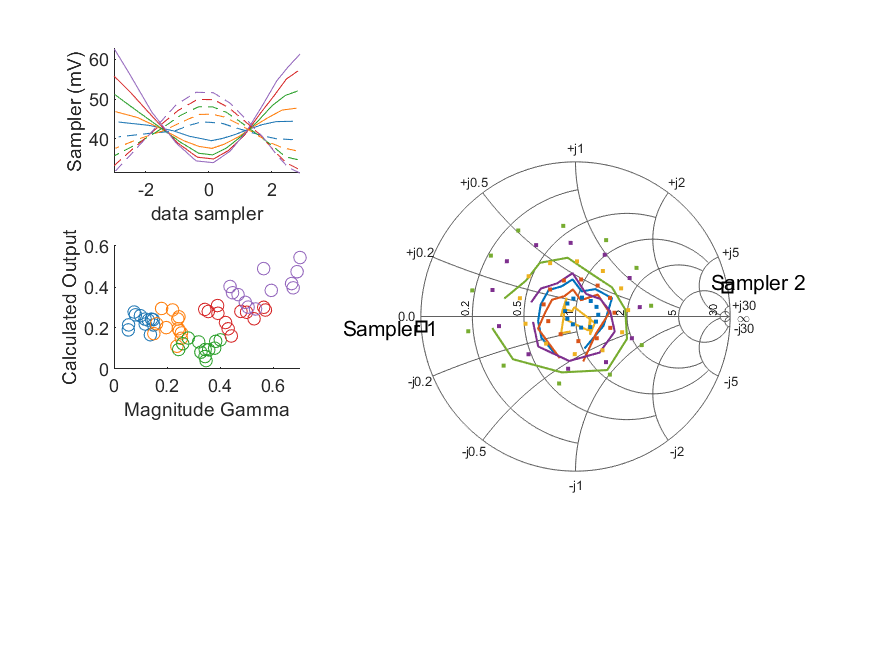 Sampler (mV)
60
50
40
-2
0
2
data sampler
Calculated Output
0.6
0.4
0.2
0
0
0.2
0.4
0.6
Magnitude Gamma
+j1
+j0.5
+j2
+j0.2
+j5
Sampler 2
+j30
0.0
0.2
0.5
1
2
5
30
∞
Sampler 1
-j30
-j0.2
-j5
-j0.5
-j2
-j1